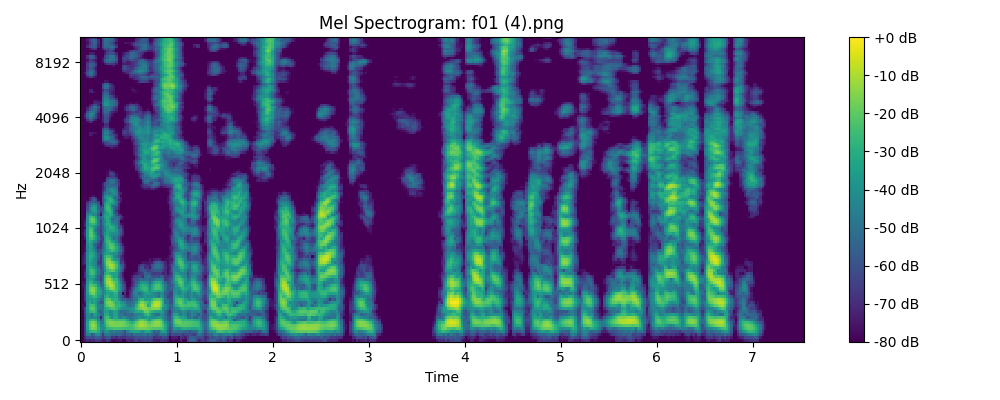 Mel Spectrogram: f01 (4).png
Hz
8192
4096
2048
1024
512
0
0 1 2 4 5 6 7
Time
+0 dB
-10 dB
-20 dB
-30 dB
-40 dB
-50 dB
-60 dB
-70 dB
-80 dB